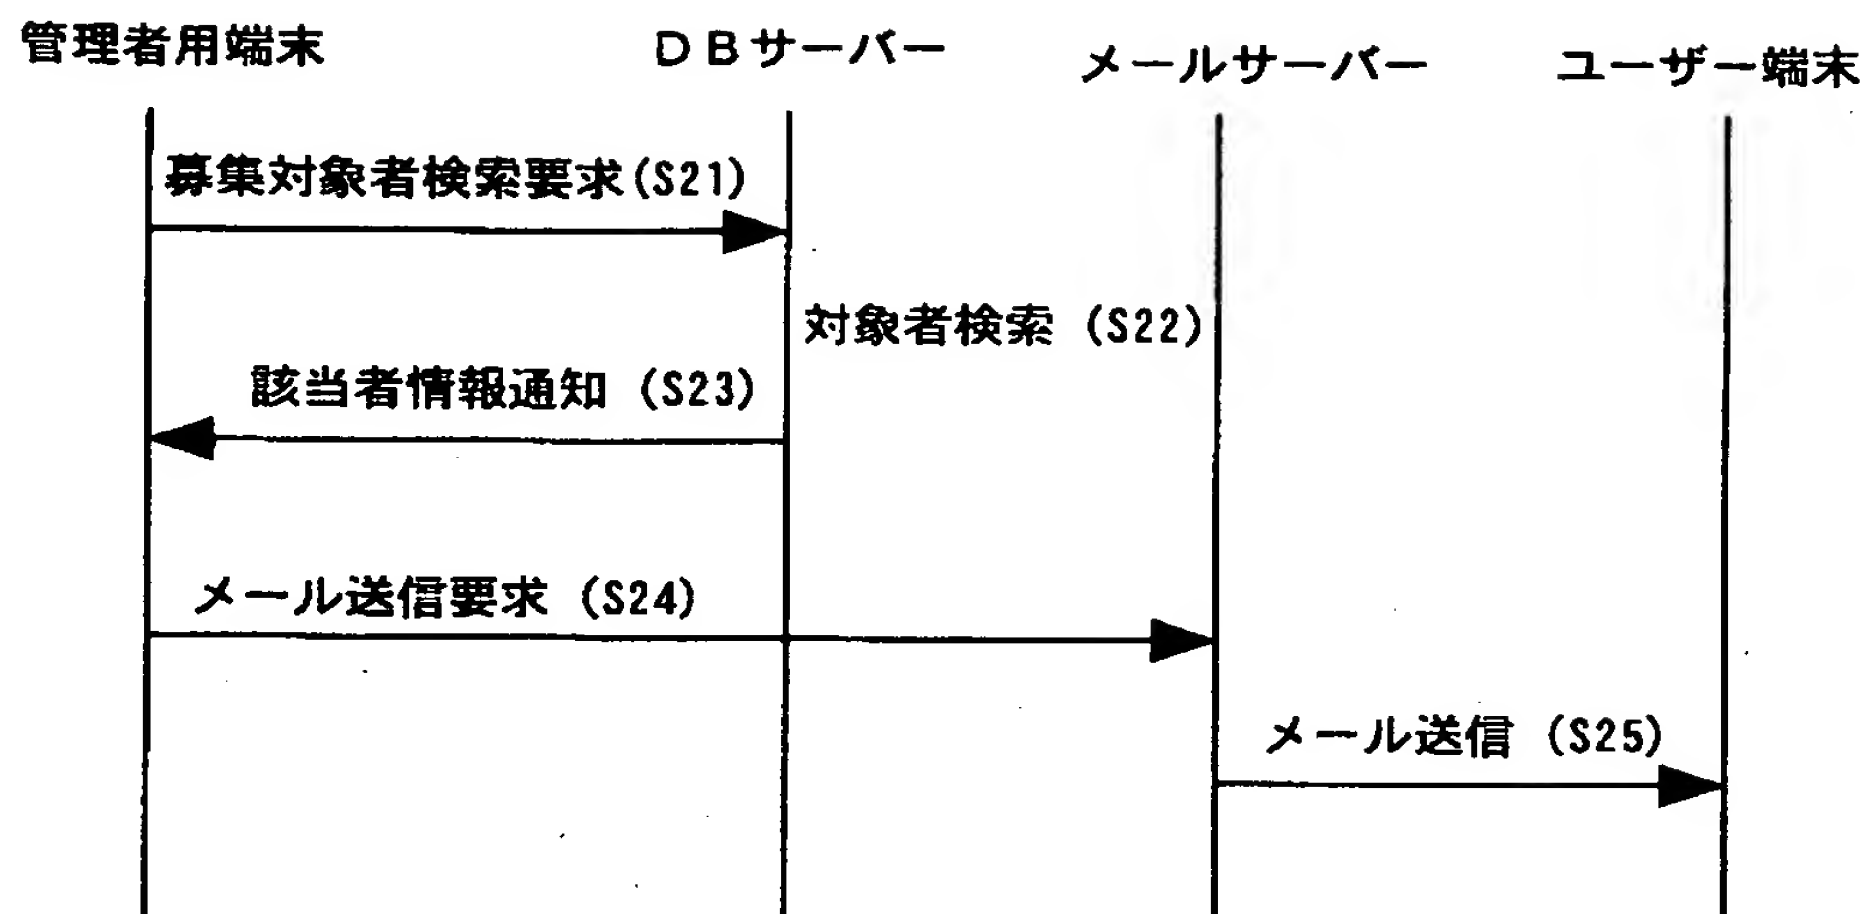 管理者用端末
ＤＢサーバー
メールサーバー
ユーザー端末
募集対象者検索要求(S21)
対象者検索 (S22)
該当者情報通知 (S23)
メール送信要求 (S24)
メール送信 (S25)